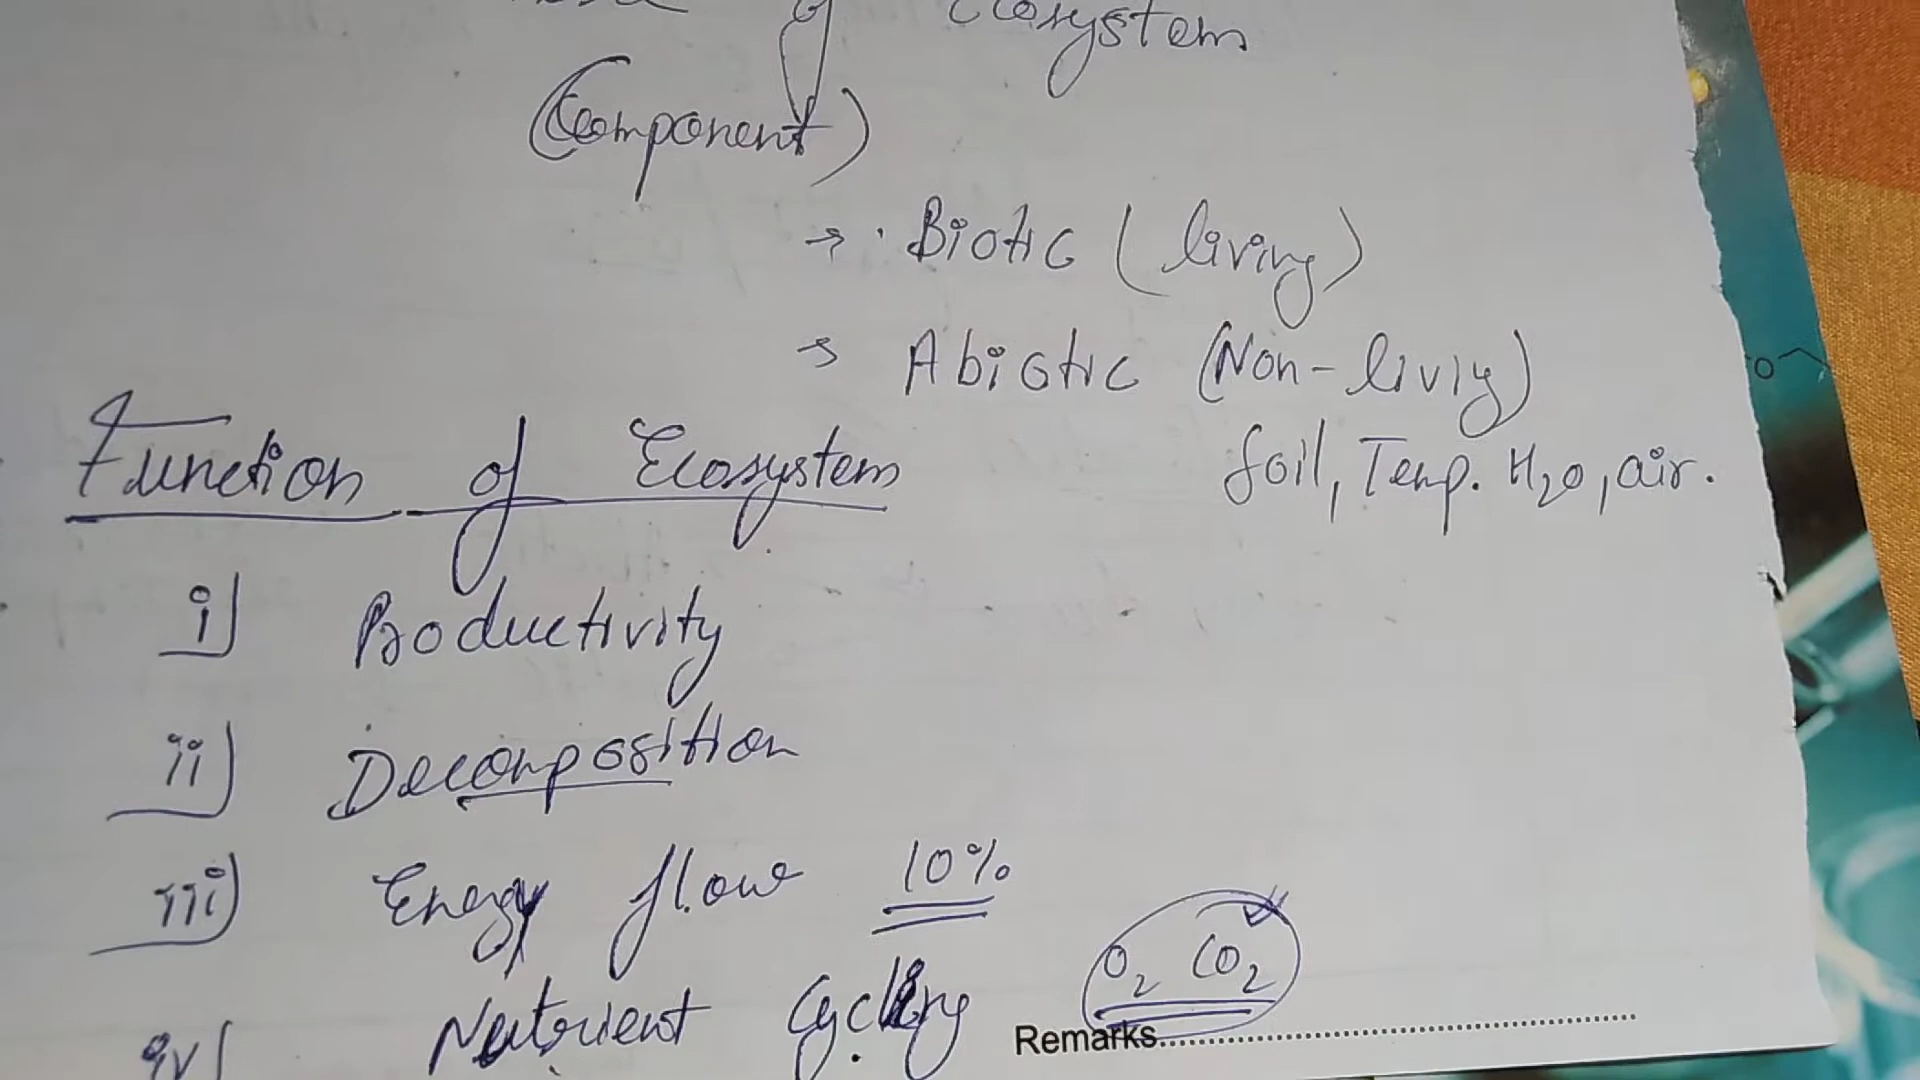 of Ecosystem
(Component)
→ Biotic (living)
→ Abiotic (Non-livig)
Soil, Temp. H2O, air.
Function of Ecosystem
i) Productivity
ii) Decomposition
iii) Energy flow 10%
iv) Nutrient Cycling O2 CO2
Remarks
O